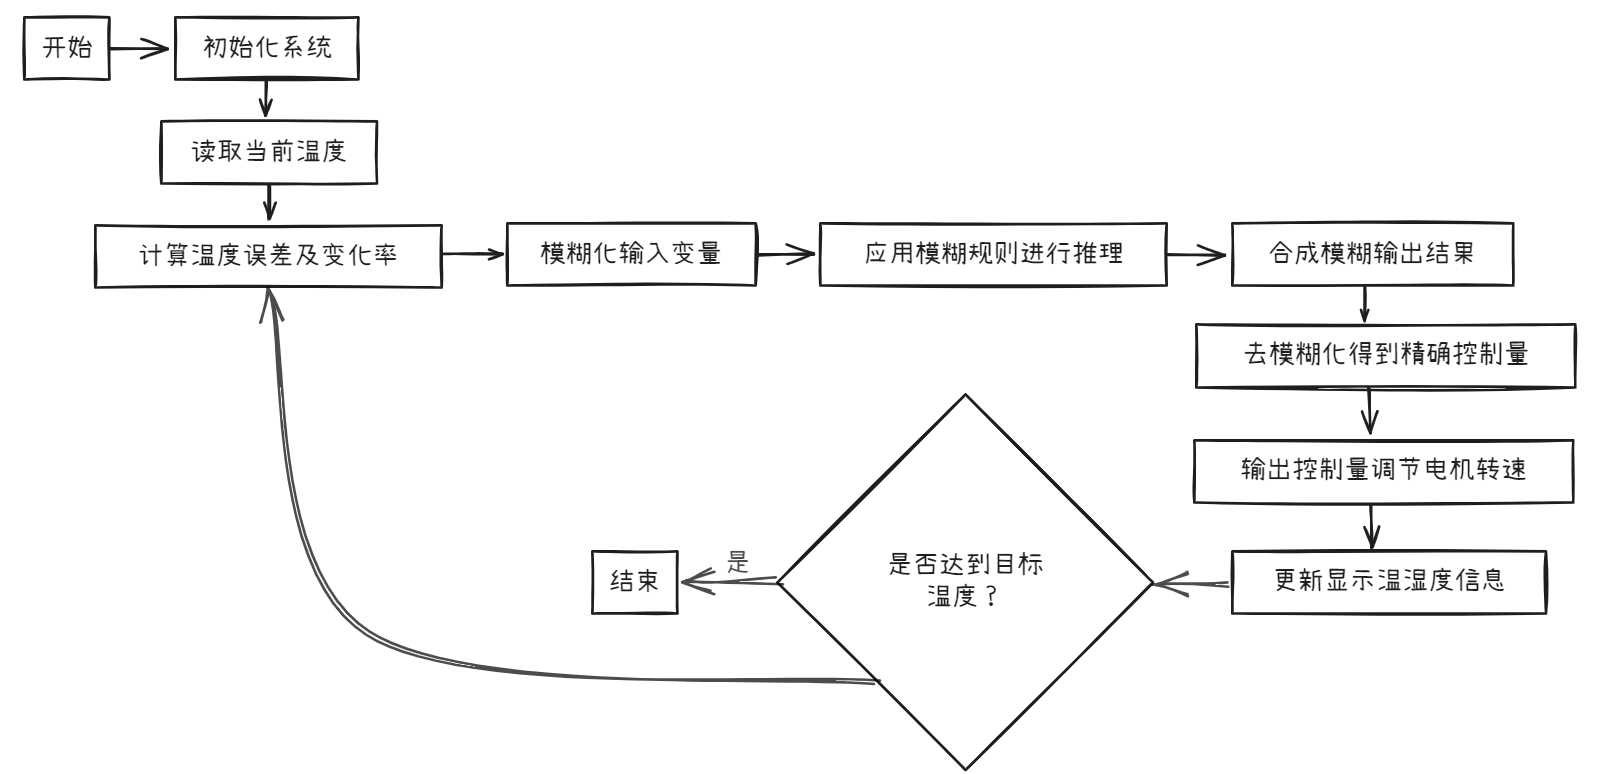 开始
初始化系统
读取当前温度
计算温度误差及变化率
模糊化输入变量
应用模糊规则进行推理
合成模糊输出结果
去模糊化得到精确控制量
输出控制量调节电机转速
更新显示温湿度信息
是否达到目标
温度？
是
结束